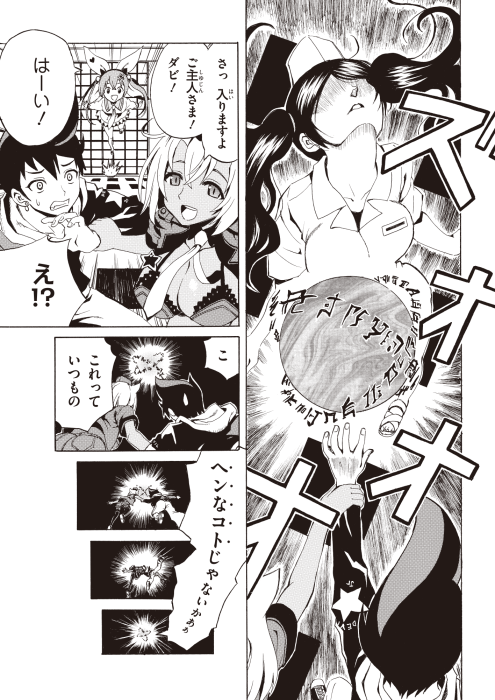 ズオオオ
さっ 入りますよ
ご主人さま!
ダビ!
はーい!
え!?
こ
これって
いつもの
ヘンなコトじゃないかぁぁ